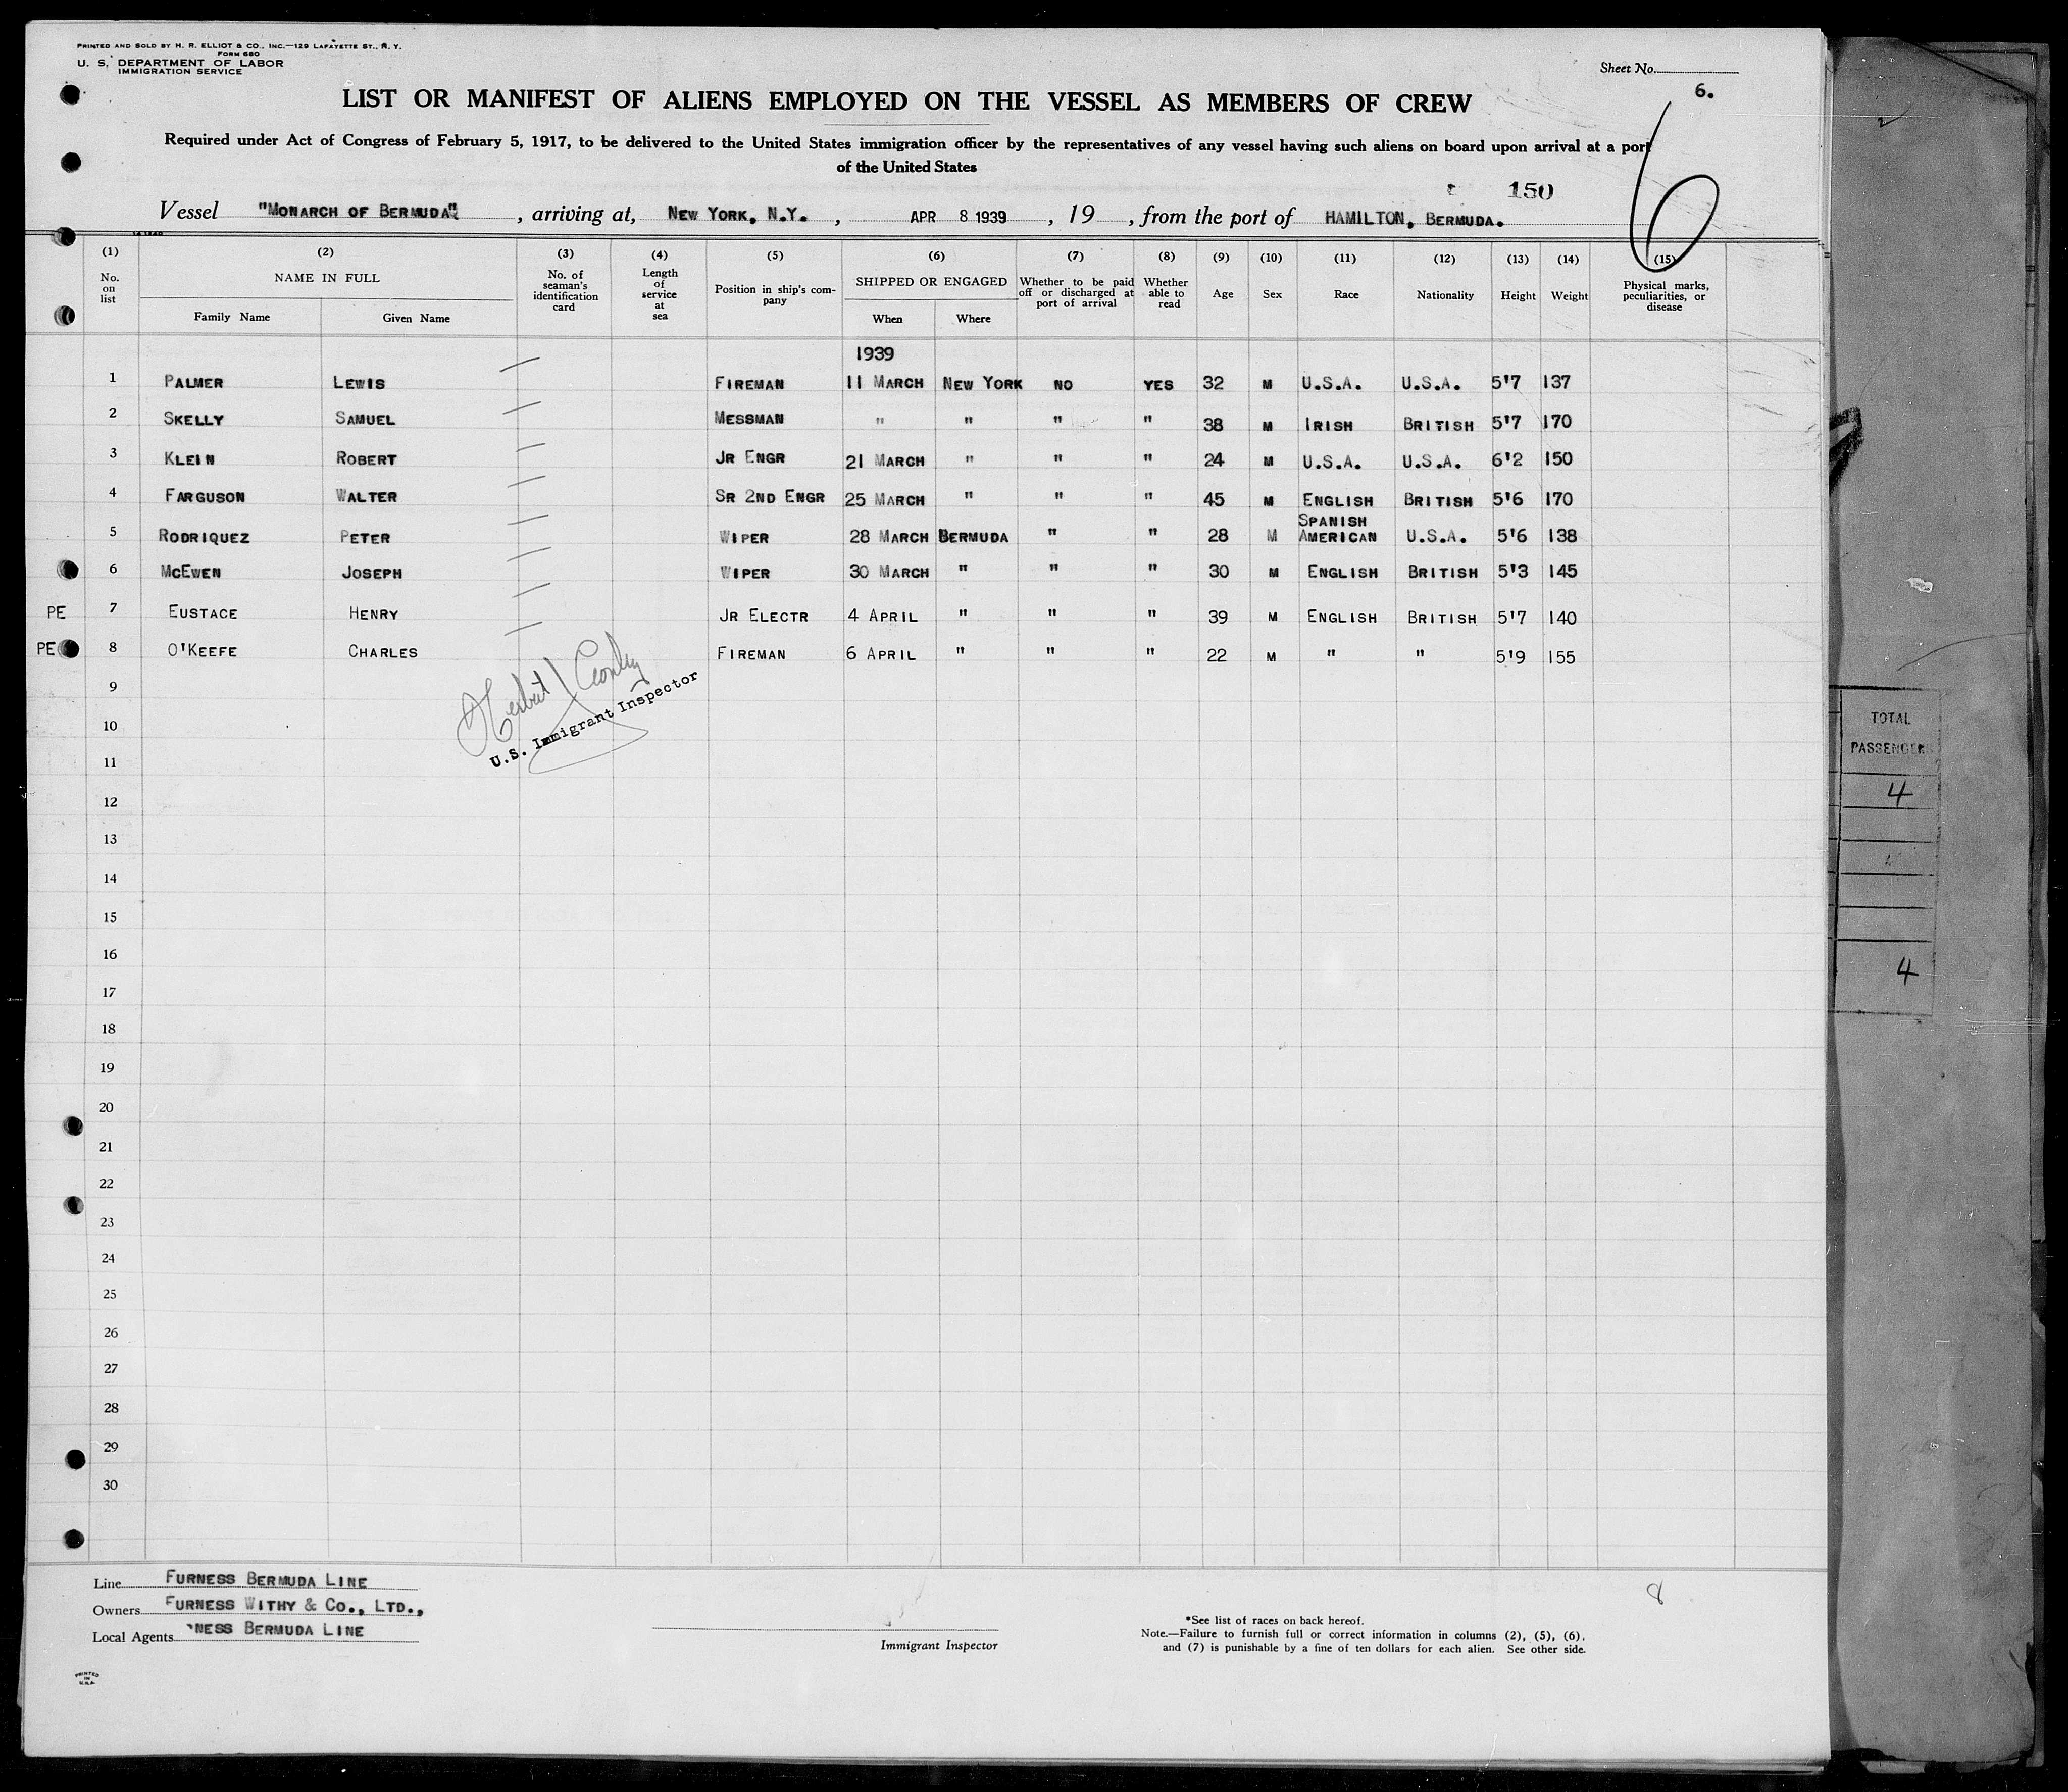 PRINTED AND SOLD BY H. R. ELLIOT & CO., INC.—129 LAFAYETTE ST., N. Y.
FORM 680
U. S. DEPARTMENT OF LABOR
IMMIGRATION SERVICE
Sheet No.
6.
LIST OR MANIFEST OF ALIENS EMPLOYED ON THE VESSEL AS MEMBERS OF CREW
6
Required under Act of Congress of February 5, 1917, to be delivered to the United States immigration officer by the representatives of any vessel having such aliens on board upon arrival at a port
of the United States
150
Vessel "MONARCH OF BERMUDA", arriving at, NEW YORK, N.Y., APR 8 1939, 19 , from the port of HAMILTON, BERMUDA.
(1) (2) (3) (4) (5) (6) (7) (8) (9) (10) (11) (12) (13) (14) (15)
No. on list NAME IN FULL No. of seaman's identification card Length of service at sea Position in ship's company SHIPPED OR ENGAGED Whether to be paid off or discharged at port of arrival Whether able to read Age Sex Race Nationality Height Weight Physical marks, peculiarities, or disease
Family Name Given Name When Where
1939
1 PALMER LEWIS FIREMAN 11 MARCH NEW YORK NO YES 32 M U.S.A. U.S.A. 5'7 137
2 SKELLY SAMUEL MESSMAN " " " " 38 M IRISH BRITISH 5'7 170
3 KLEIN ROBERT JR ENGR 21 MARCH " " " 24 M U.S.A. U.S.A. 6'2 150
4 FARGUSON WALTER SR 2ND ENGR 25 MARCH " " " 45 M ENGLISH BRITISH 5'6 170
5 RODRIQUEZ PETER WIPER 28 MARCH BERMUDA " " 28 M SPANISH AMERICAN U.S.A. 5'6 138
6 MCEWEN JOSEPH WIPER 30 MARCH " " " 30 M ENGLISH BRITISH 5'3 145
PE 7 EUSTACE HENRY JR ELECTR 4 APRIL " " " 39 M ENGLISH BRITISH 5'7 140
PE 8 O'KEEFE CHARLES FIREMAN 6 APRIL " " " 22 M " " 5'9 155
9
U.S. Immigrant Inspector
10
11
12
13
14
15
16
17
18
19
20
21
22
23
24
25
26
27
28
29
30
TOTAL
PASSENGER
4
4
Line FURNESS BERMUDA LINE
Owners FURNESS WITHY & CO., LTD.,
Local Agents NESS BERMUDA LINE
Immigrant Inspector
8
*See list of races on back hereof.
Note.—Failure to furnish full or correct information in columns (2), (5), (6),
and (7) is punishable by a fine of ten dollars for each alien. See other side.
PRINTED
IN
U.S.A.